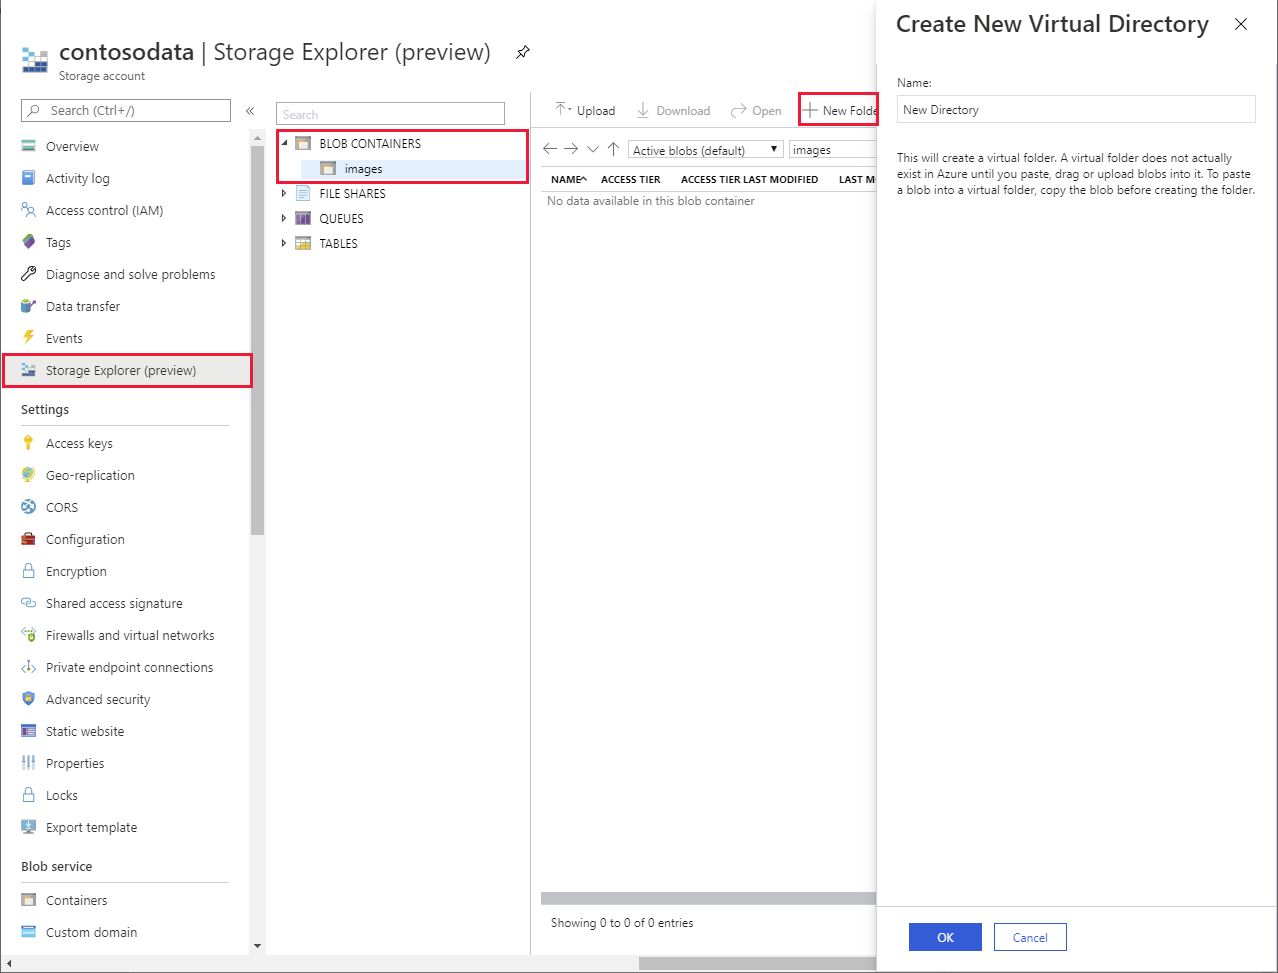 contosodata | Storage Explorer (preview)
Storage account
Search (Ctrl+/)
«
Overview
Activity log
Access control (IAM)
Tags
Diagnose and solve problems
Data transfer
Events
Storage Explorer (preview)
Settings
Access keys
Geo-replication
CORS
Configuration
Encryption
Shared access signature
Firewalls and virtual networks
Private endpoint connections
Advanced security
Static website
Properties
Locks
Export template
Blob service
Containers
Custom domain
Search
BLOB CONTAINERS
images
FILE SHARES
QUEUES
TABLES
Upload Download Open New Folde
Active blobs (default) images
NAME ACCESS TIER ACCESS TIER LAST MODIFIED LAST M
No data available in this blob container
Showing 0 to 0 of 0 entries
Create New Virtual Directory
Name:
New Directory
This will create a virtual folder. A virtual folder does not actually
exist in Azure until you paste, drag or upload blobs into it. To paste
a blob into a virtual folder, copy the blob before creating the folder.
OK Cancel